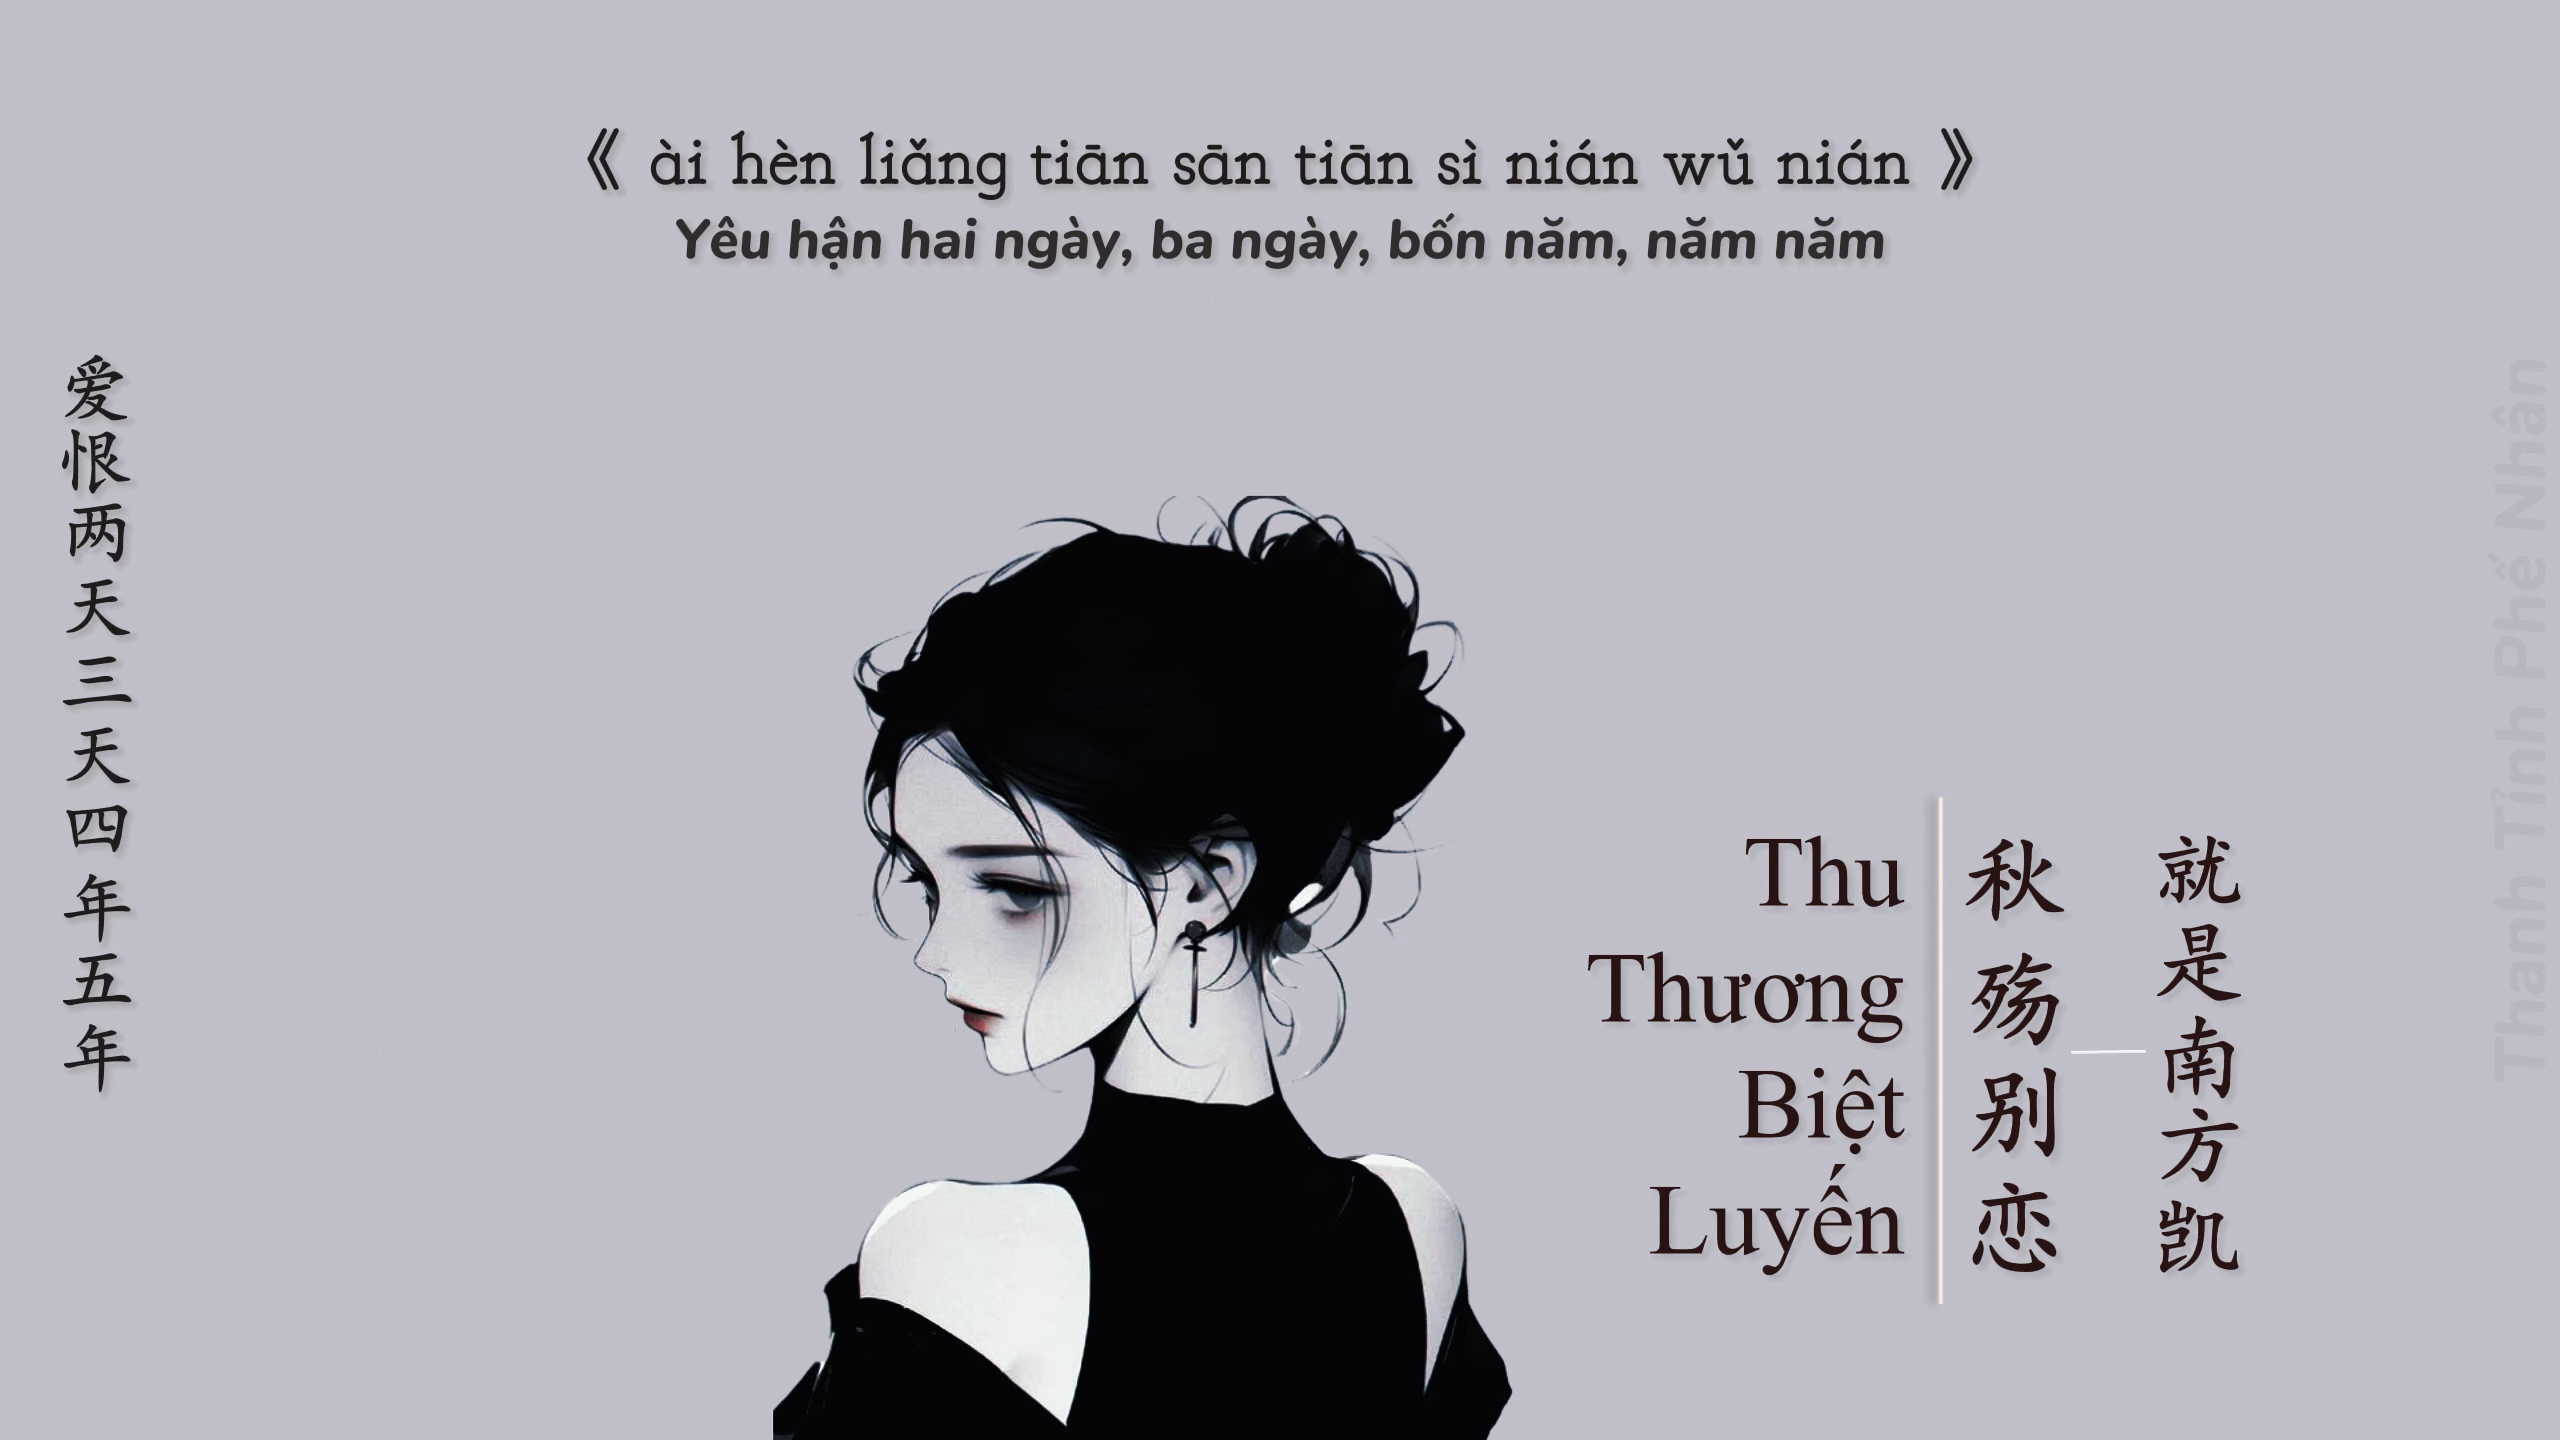 《 ài hèn liǎng tiān sān tiān sì nián wǔ nián 》
Yêu hận hai ngày, ba ngày, bốn năm, năm năm
爱恨两天三天四年五年
Thu
Thương
Biệt
Luyến
秋殇别恋
就是南方凯
Thanh Tỉnh Phế Nhân